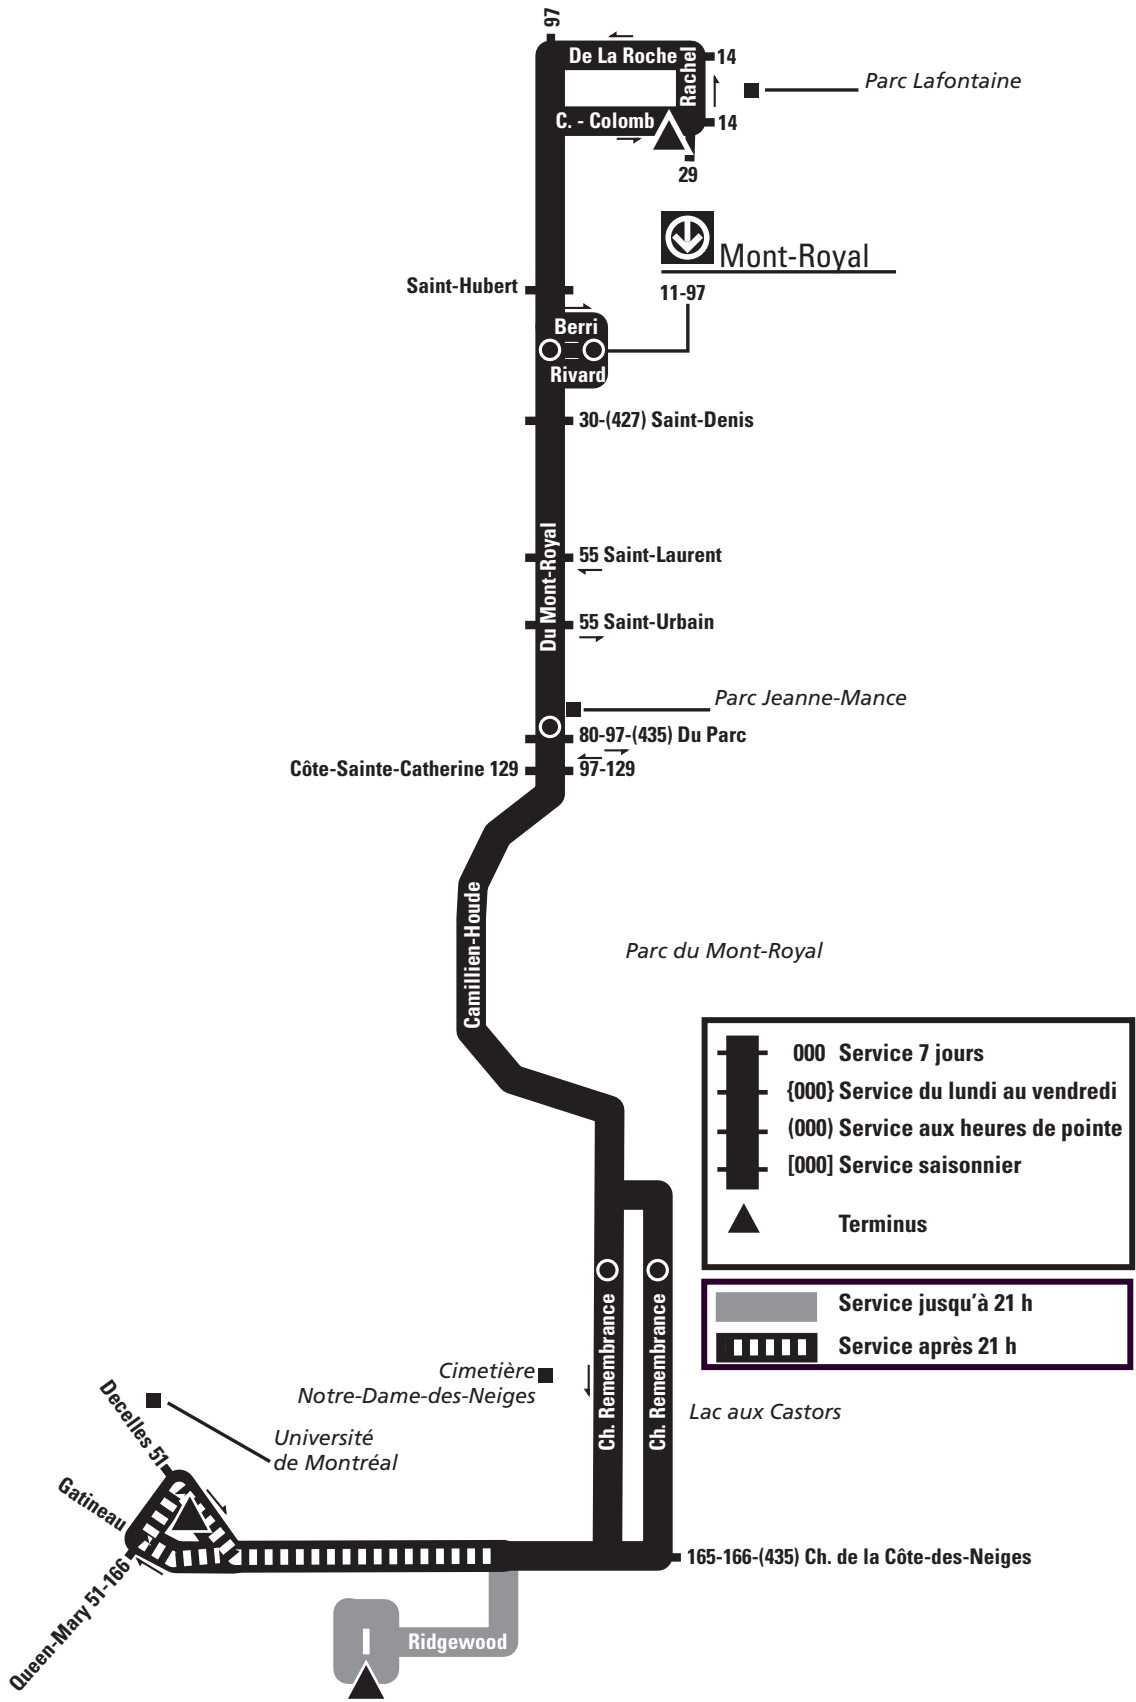 97
De La Roche
Rachel
14
Parc Lafontaine
C. - Colomb
14
29
Mont-Royal
11-97
Saint-Hubert
Berri
Rivard
30-(427) Saint-Denis
Du Mont-Royal
55 Saint-Laurent
55 Saint-Urbain
Parc Jeanne-Mance
80-97-(435) Du Parc
Côte-Sainte-Catherine 129
97-129
Camillien-Houde
Parc du Mont-Royal
000 Service 7 jours
{000} Service du lundi au vendredi
(000) Service aux heures de pointe
[000] Service saisonnier
Terminus
Service jusqu'à 21 h
Service après 21 h
Ch. Remembrance
Ch. Remembrance
Cimetière
Notre-Dame-des-Neiges
Lac aux Castors
Decelles 51
Université
de Montréal
Gatineau
Queen-Mary 51-166
165-166-(435) Ch. de la Côte-des-Neiges
Ridgewood